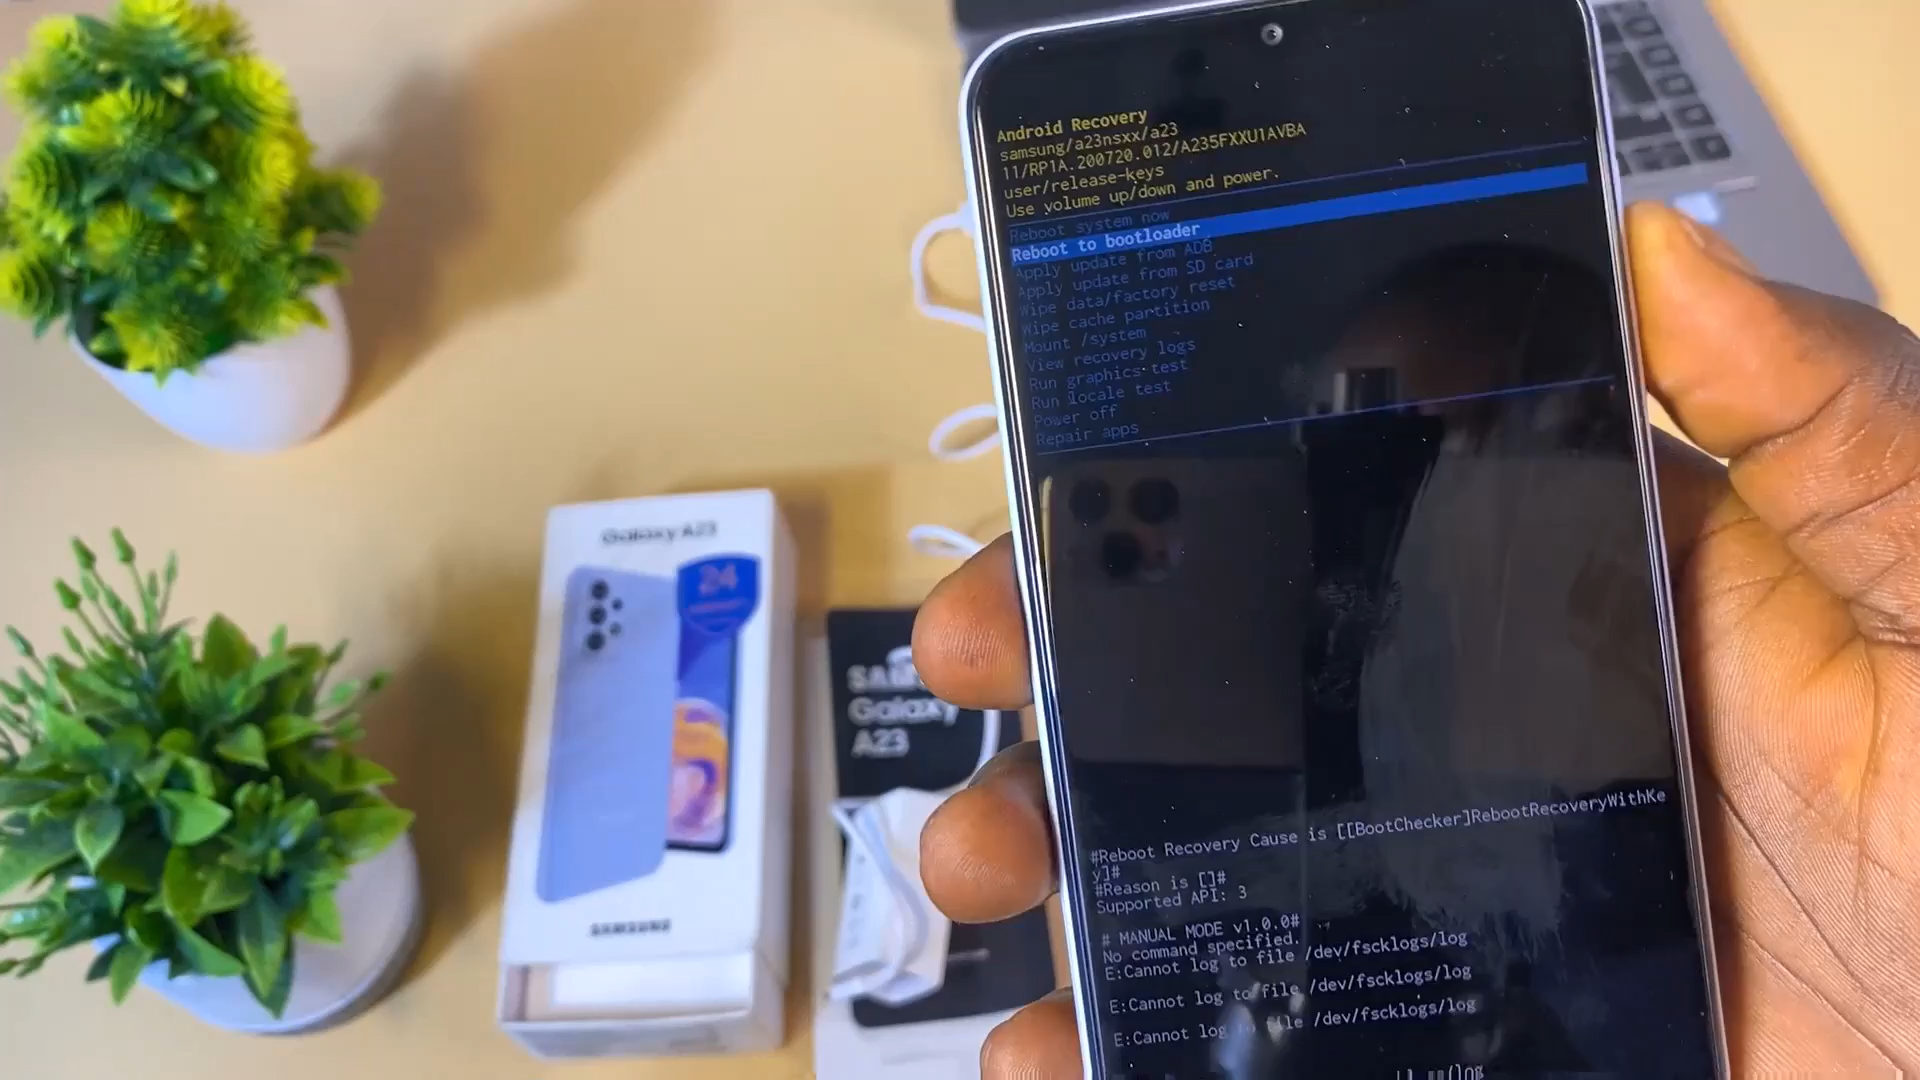 Android Recovery
samsung/a23nsxx/a23
11/RP1A.200720.012/A235FXXU1AVBA
user/release-keys
Use volume up/down and power.
Reboot system now
Reboot to bootloader
Apply update from ADB
Apply update from SD card
Wipe data/factory reset
Wipe cache partition
Mount /system
View recovery logs
Run graphics test
Run locale test
Power off
Repair apps
#Reboot Recovery Cause is [[BootChecker]RebootRecoveryWithKe
y]#
#Reason is []#
Supported API: 3
# MANUAL MODE v1.0.0#
No command specified.
E:Cannot log to file /dev/fscklogs/log
E:Cannot log to file /dev/fscklogs/log
E:Cannot log to file /dev/fscklogs/log
Galaxy A23
24
SAMSUNG
Galaxy
A23